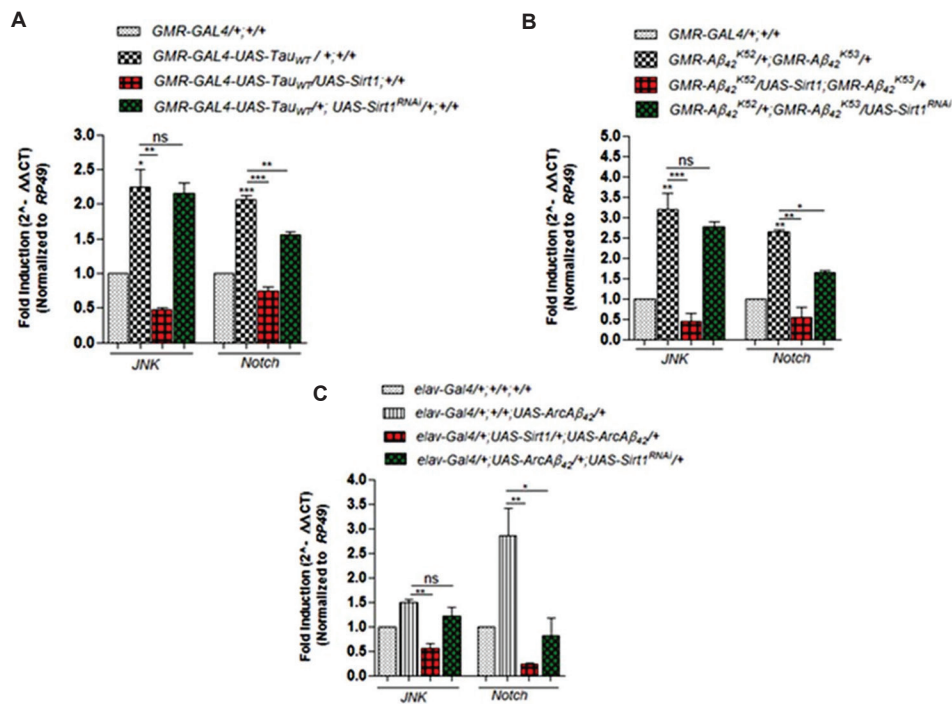 A
GMR-GAL4/+;+/+
GMR-GAL4-UAS-TauWT / +;+/+
GMR-GAL4-UAS-TauWT/UAS-Sirt1;+/+
GMR-GAL4-UAS-TauWT/+; UAS-Sirt1RNAi/+;+/+
Fold Induction (2^- ΔΔCT)
(Normalized to RP49)
3.0
2.5
2.0
1.5
1.0
0.5
0.0
ns
**
*
**
***
***
JNK
Notch
B
GMR-GAL4/+;+/+
GMR-Aβ42K52/+;GMR-Aβ42K53/+
GMR-Aβ42K52/UAS-Sirt1;GMR-Aβ42K53/+
GMR-Aβ42K52/+;GMR-Aβ42K53/UAS-Sirt1RNAi
Fold Induction (2^- ΔΔCT)
(Normalized to RP49)
5.0
4.5
4.0
3.5
3.0
2.5
2.0
1.5
1.0
0.5
0.0
ns
***
**
*
**
**
JNK
Notch
C
elav-Gal4/+;+/+;+/+
elav-Gal4/+;+/+;UAS-ArcAβ42/+
elav-Gal4/+;UAS-Sirt1/+;UAS-ArcAβ42/+
elav-Gal4/+;UAS-ArcAβ42/+;UAS-Sirt1RNAi/+
Fold Induction (2^- ΔΔCT)
(Normalized to RP49)
4.0
3.5
3.0
2.5
2.0
1.5
1.0
0.5
0.0
ns
**
*
**
JNK
Notch